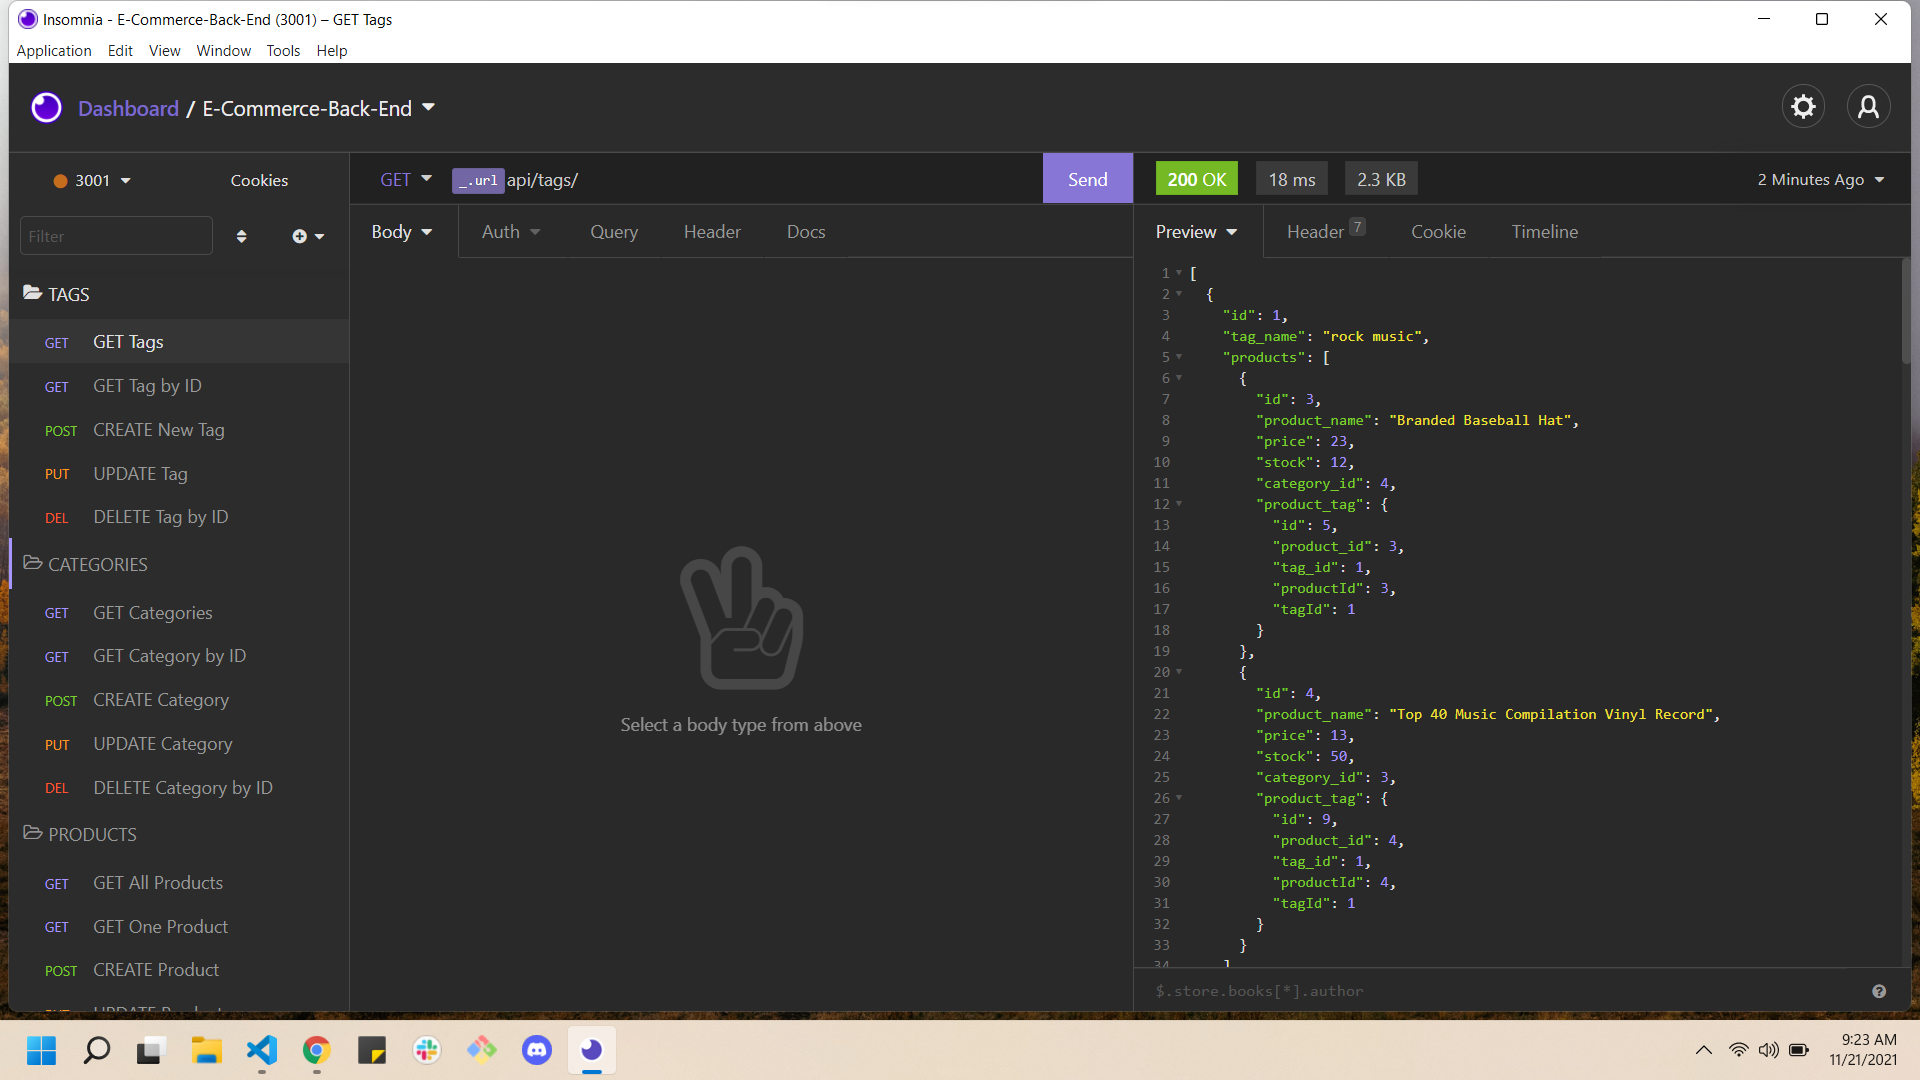 Insomnia - E-Commerce-Back-End (3001) – GET Tags
Application Edit View Window Tools Help
Dashboard / E-Commerce-Back-End
3001 Cookies
GET _.url api/tags/ Send
200 OK 18 ms 2.3 KB 2 Minutes Ago
Filter
Body Auth Query Header Docs
Preview Header 7 Cookie Timeline
TAGS
GET GET Tags
GET GET Tag by ID
POST CREATE New Tag
PUT UPDATE Tag
DEL DELETE Tag by ID
CATEGORIES
GET GET Categories
GET GET Category by ID
POST CREATE Category
PUT UPDATE Category
DEL DELETE Category by ID
PRODUCTS
GET GET All Products
GET GET One Product
POST CREATE Product
PUT UPDATE Product
Select a body type from above
1 [
2 {
3 "id": 1,
4 "tag_name": "rock music",
5 "products": [
6 {
7 "id": 3,
8 "product_name": "Branded Baseball Hat",
9 "price": 23,
10 "stock": 12,
11 "category_id": 4,
12 "product_tag": {
13 "id": 5,
14 "product_id": 3,
15 "tag_id": 1,
16 "productId": 3,
17 "tagId": 1
18 }
19 },
20 {
21 "id": 4,
22 "product_name": "Top 40 Music Compilation Vinyl Record",
23 "price": 13,
24 "stock": 50,
25 "category_id": 3,
26 "product_tag": {
27 "id": 9,
28 "product_id": 4,
29 "tag_id": 1,
30 "productId": 4,
31 "tagId": 1
32 }
33 }
34 ]
$.store.books[*].author
9:23 AM
11/21/2021